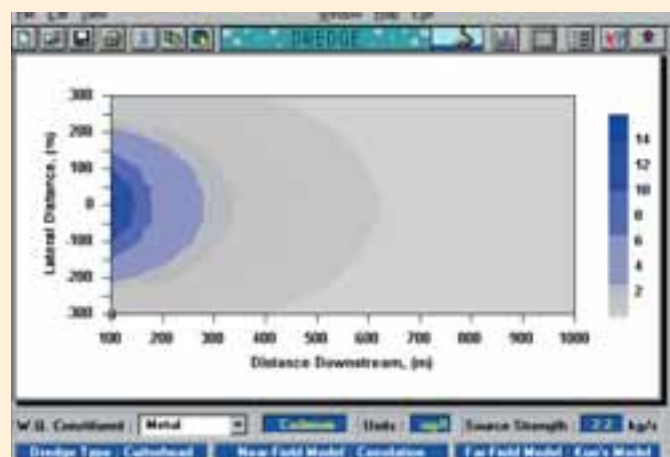 DREDGE
300
200
100
0
-100
-200
300
Lateral Distance, (m)
100 200 300 400 500 600 700 800 900 1000
Distance Downstream, (m)
14
12
10
8
6
4
2
W.Q. Constituent : Metal Cadmium Units : Source Strength : 2.2 kg/s
Dredge Type : Cutterhead Near Field Model : Correlation Far Field Model : Kuo's Model